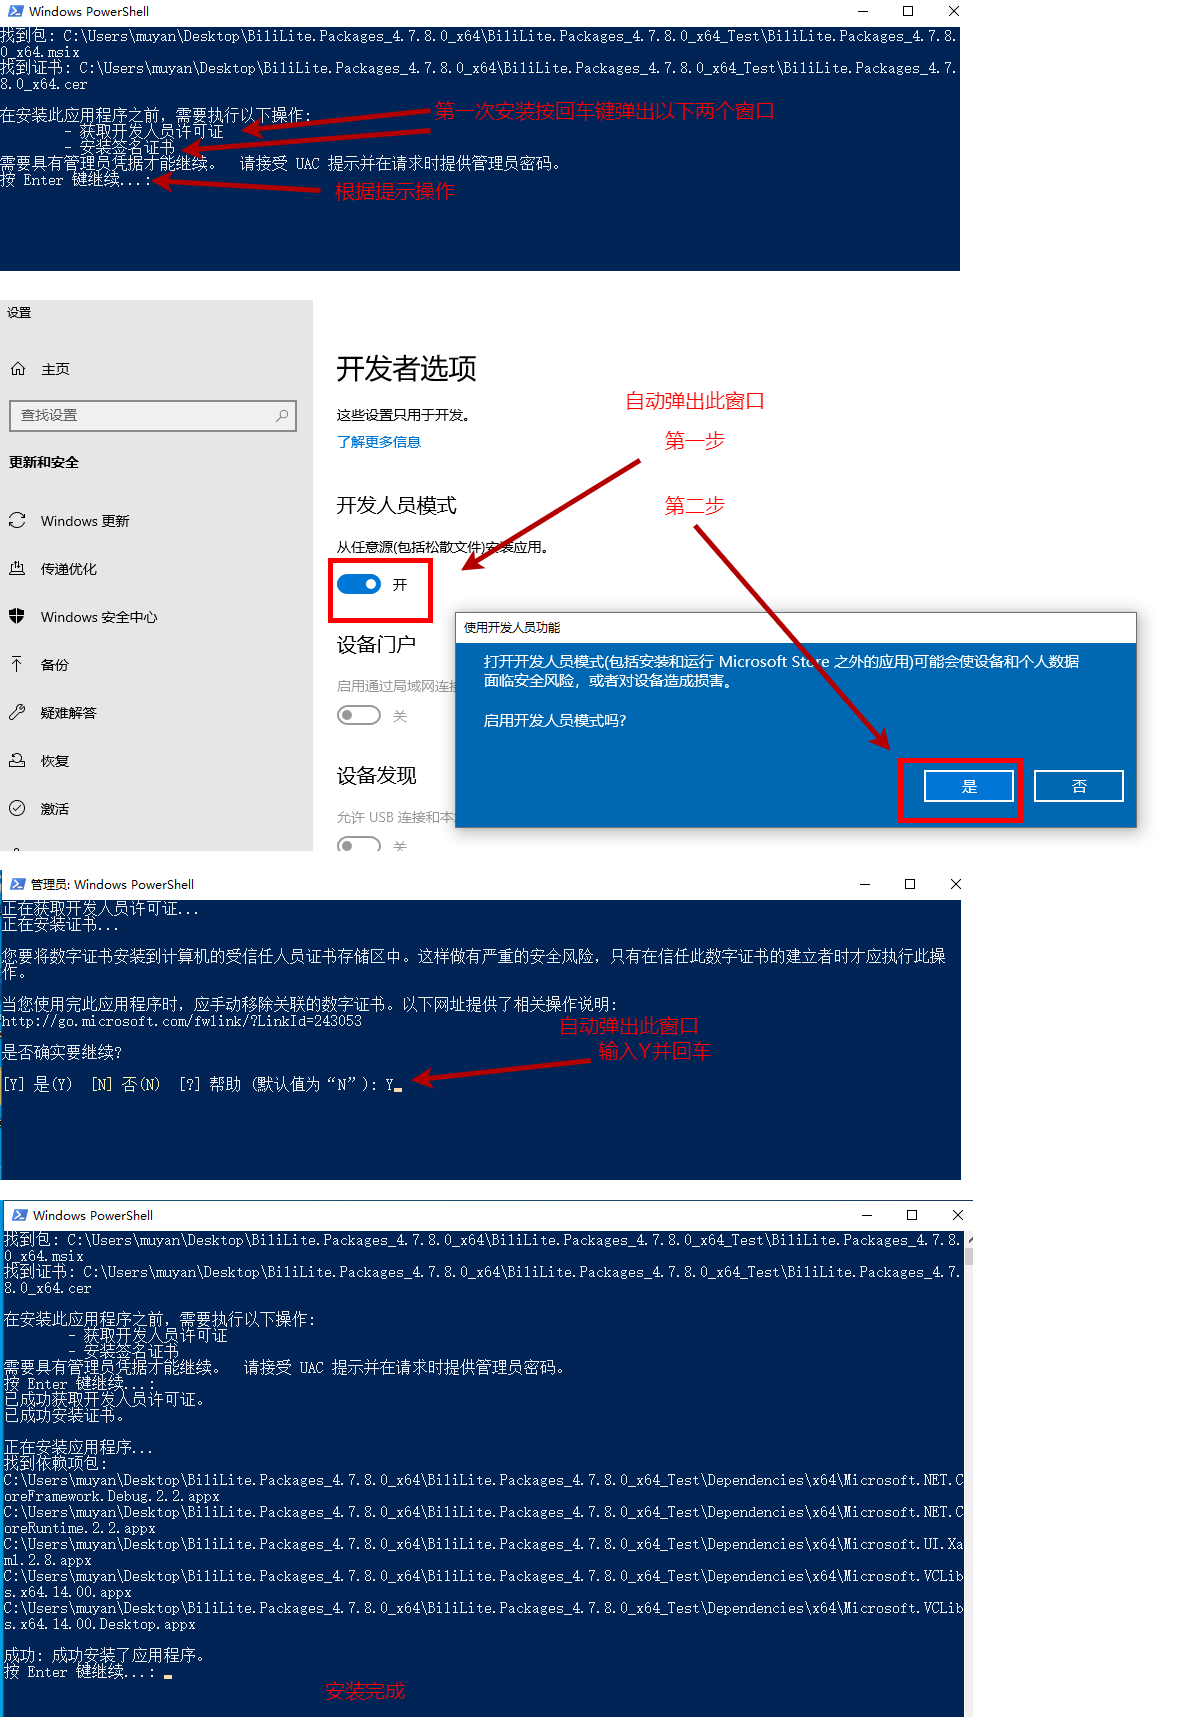 Windows PowerShell
找到包: C:\Users\muyan\Desktop\BiliLite.Packages_4.7.8.0_x64\BiliLite.Packages_4.7.8.0_x64_Test\BiliLite.Packages_4.7.8.
0_x64.msix
找到证书: C:\Users\muyan\Desktop\BiliLite.Packages_4.7.8.0_x64\BiliLite.Packages_4.7.8.0_x64_Test\BiliLite.Packages_4.7.
8.0_x64.cer
在安装此应用程序之前，需要执行以下操作:
第一次安装按回车键弹出以下两个窗口
- 获取开发人员许可证
- 安装签名证书
需要具有管理员凭据才能继续。 请接受 UAC 提示并在请求时提供管理员密码。
按 Enter 键继续...:
根据提示操作
设置
主页
查找设置
更新和安全
Windows 更新
传递优化
Windows 安全中心
备份
疑难解答
恢复
激活
开发者选项
这些设置只用于开发。
了解更多信息
自动弹出此窗口
第一步
第二步
开发人员模式
从任意源(包括松散文件)安装应用。
开
设备门户
启用通过局域网连接
关
设备发现
允许 USB 连接和本
关
使用开发人员功能
打开开发人员模式(包括安装和运行 Microsoft Store 之外的应用)可能会使设备和个人数据
面临安全风险，或者对设备造成损害。
启用开发人员模式吗?
是
否
管理员: Windows PowerShell
正在获取开发人员许可证...
正在安装证书...
您要将数字证书安装到计算机的受信任人员证书存储区中。这样做有严重的安全风险，只有在信任此数字证书的建立者时才应执行此操
作。
当您使用完此应用程序时，应手动移除关联的数字证书。以下网址提供了相关操作说明:
http://go.microsoft.com/fwlink/?LinkId=243053
自动弹出此窗口
输入Y并回车
是否确实要继续?
[Y] 是(Y) [N] 否(N) [?] 帮助 (默认值为“N”): Y
Windows PowerShell
找到包: C:\Users\muyan\Desktop\BiliLite.Packages_4.7.8.0_x64\BiliLite.Packages_4.7.8.0_x64_Test\BiliLite.Packages_4.7.8.
0_x64.msix
找到证书: C:\Users\muyan\Desktop\BiliLite.Packages_4.7.8.0_x64\BiliLite.Packages_4.7.8.0_x64_Test\BiliLite.Packages_4.7.
8.0_x64.cer
在安装此应用程序之前，需要执行以下操作:
- 获取开发人员许可证
- 安装签名证书
需要具有管理员凭据才能继续。 请接受 UAC 提示并在请求时提供管理员密码。
按 Enter 键继续...:
已成功获取开发人员许可证。
已成功安装证书。
正在安装应用程序...
找到依赖项包:
C:\Users\muyan\Desktop\BiliLite.Packages_4.7.8.0_x64\BiliLite.Packages_4.7.8.0_x64_Test\Dependencies\x64\Microsoft.NET.C
oreFramework.Debug.2.2.appx
C:\Users\muyan\Desktop\BiliLite.Packages_4.7.8.0_x64\BiliLite.Packages_4.7.8.0_x64_Test\Dependencies\x64\Microsoft.NET.C
oreRuntime.2.2.appx
C:\Users\muyan\Desktop\BiliLite.Packages_4.7.8.0_x64\BiliLite.Packages_4.7.8.0_x64_Test\Dependencies\x64\Microsoft.UI.Xa
ml.2.8.appx
C:\Users\muyan\Desktop\BiliLite.Packages_4.7.8.0_x64\BiliLite.Packages_4.7.8.0_x64_Test\Dependencies\x64\Microsoft.VCLib
s.x64.14.00.appx
C:\Users\muyan\Desktop\BiliLite.Packages_4.7.8.0_x64\BiliLite.Packages_4.7.8.0_x64_Test\Dependencies\x64\Microsoft.VCLib
s.x64.14.00.Desktop.appx
成功: 成功安装了应用程序。
按 Enter 键继续...:
安装完成